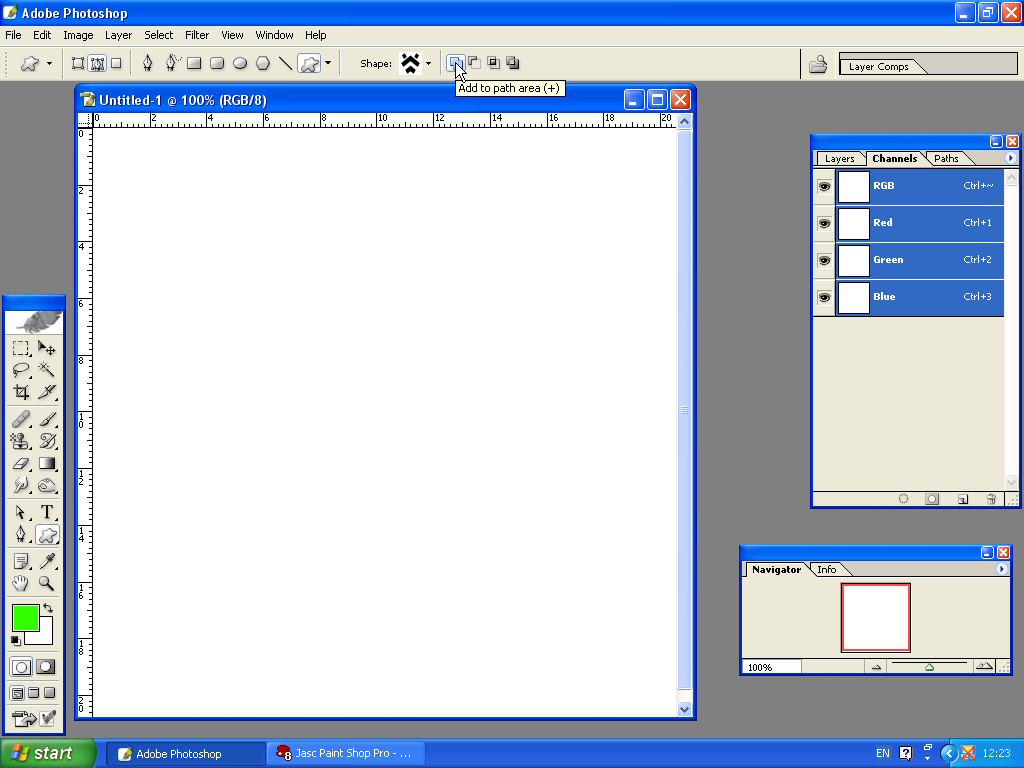 Adobe Photoshop
File Edit Image Layer Select Filter View Window Help
Shape:
Layer Comps
Add to path area (+)
Untitled-1 @ 100% (RGB/8)
0 2 4 6 8 10 12 14 16 18 20
0
2
4
6
8
10
12
14
16
18
20
Layers Channels Paths
RGB Ctrl+~
Red Ctrl+1
Green Ctrl+2
Blue Ctrl+3
T
Navigator Info
100%
start Adobe Photoshop 8 Jasc Paint Shop Pro - ... EN ? 12:23